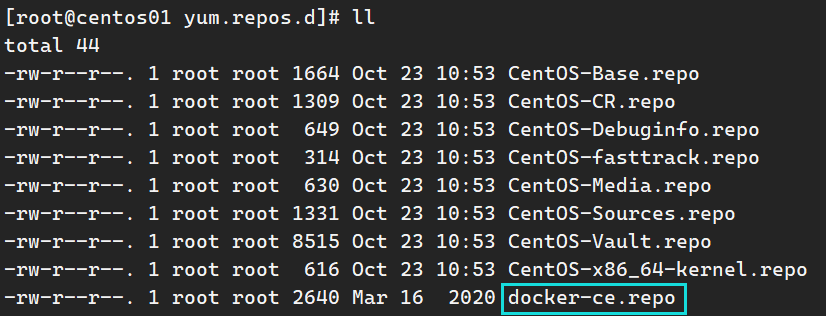 [root@centos01 yum.repos.d]# ll
total 44
-rw-r--r--. 1 root root 1664 Oct 23 10:53 CentOS-Base.repo
-rw-r--r--. 1 root root 1309 Oct 23 10:53 CentOS-CR.repo
-rw-r--r--. 1 root root  649 Oct 23 10:53 CentOS-Debuginfo.repo
-rw-r--r--. 1 root root  314 Oct 23 10:53 CentOS-fasttrack.repo
-rw-r--r--. 1 root root  630 Oct 23 10:53 CentOS-Media.repo
-rw-r--r--. 1 root root 1331 Oct 23 10:53 CentOS-Sources.repo
-rw-r--r--. 1 root root 8515 Oct 23 10:53 CentOS-Vault.repo
-rw-r--r--. 1 root root  616 Oct 23 10:53 CentOS-x86_64-kernel.repo
-rw-r--r--. 1 root root 2640 Mar 16  2020 docker-ce.repo